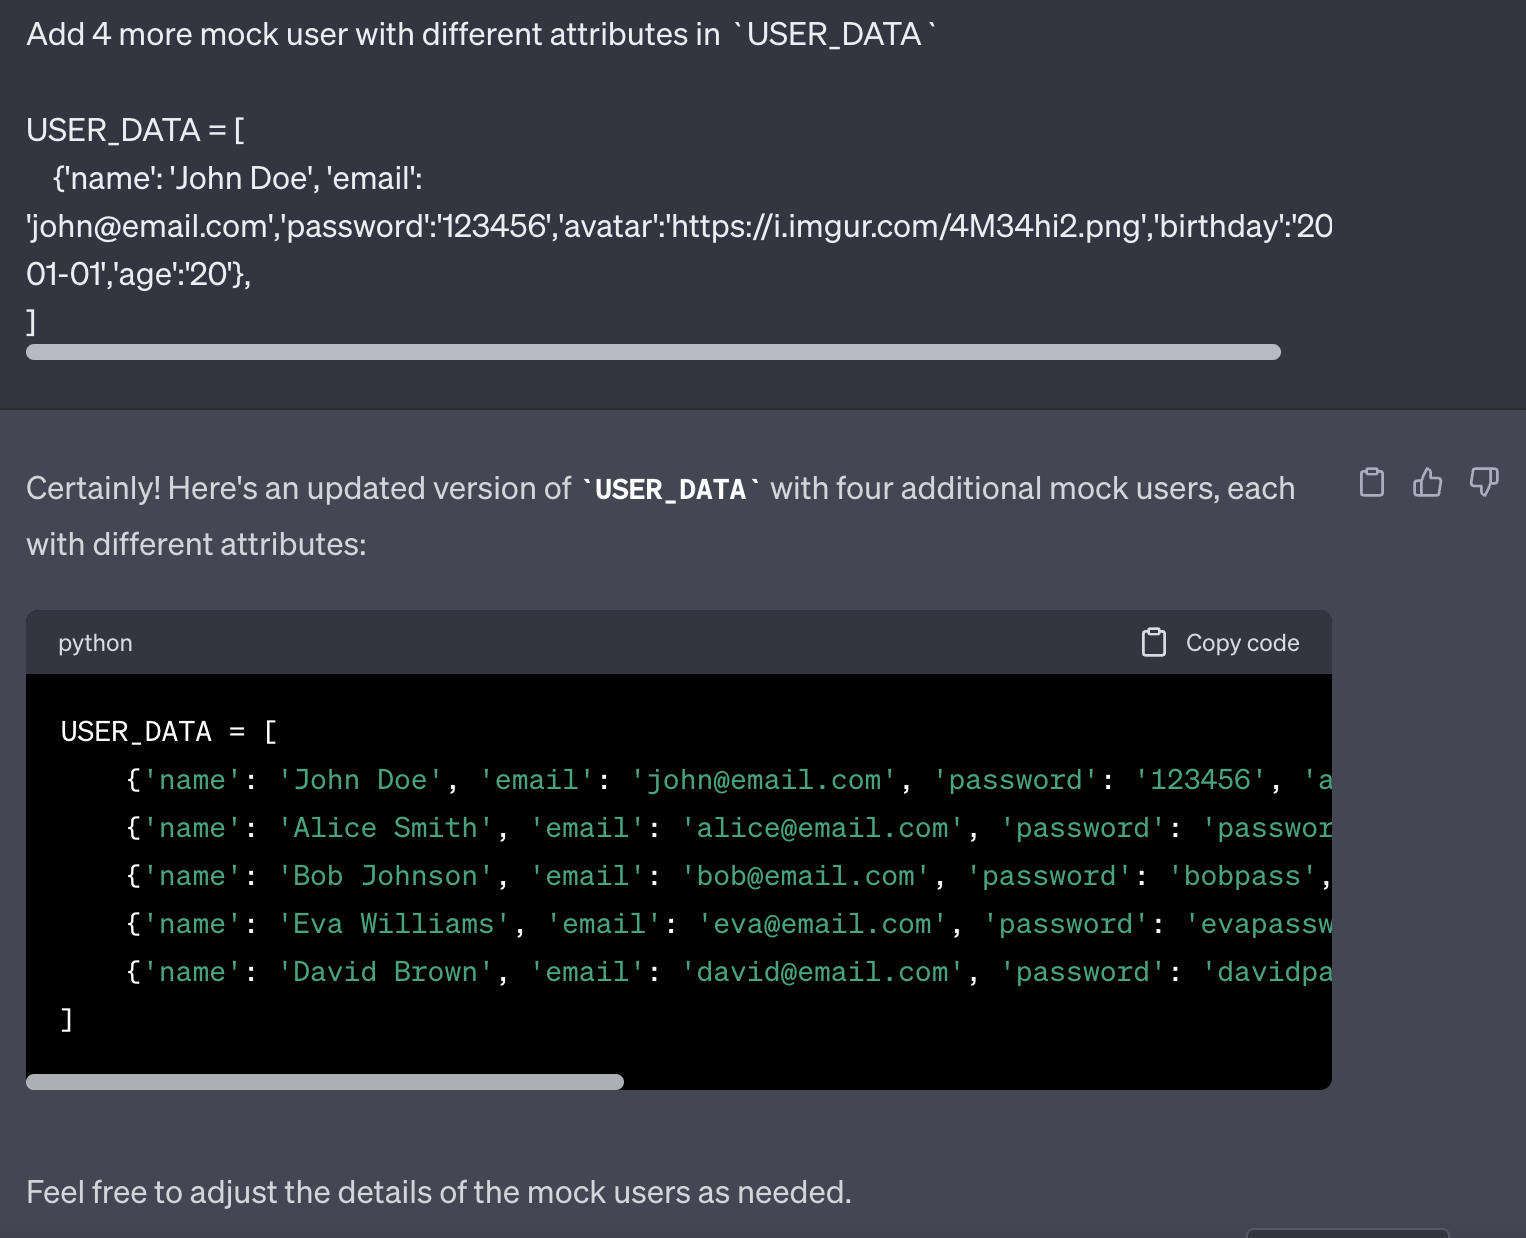 Add 4 more mock user with different attributes in `USER_DATA`
USER_DATA = [
{'name': 'John Doe', 'email':
'john@email.com','password':'123456','avatar':'https://i.imgur.com/4M34hi2.png','birthday':'20
01-01','age':'20'},
]
Certainly! Here's an updated version of `USER_DATA` with four additional mock users, each
with different attributes:
python
Copy code
USER_DATA = [
{'name': 'John Doe', 'email': 'john@email.com', 'password': '123456', 'a
{'name': 'Alice Smith', 'email': 'alice@email.com', 'password': 'passwor
{'name': 'Bob Johnson', 'email': 'bob@email.com', 'password': 'bobpass',
{'name': 'Eva Williams', 'email': 'eva@email.com', 'password': 'evapassw
{'name': 'David Brown', 'email': 'david@email.com', 'password': 'davidpa
]
Feel free to adjust the details of the mock users as needed.